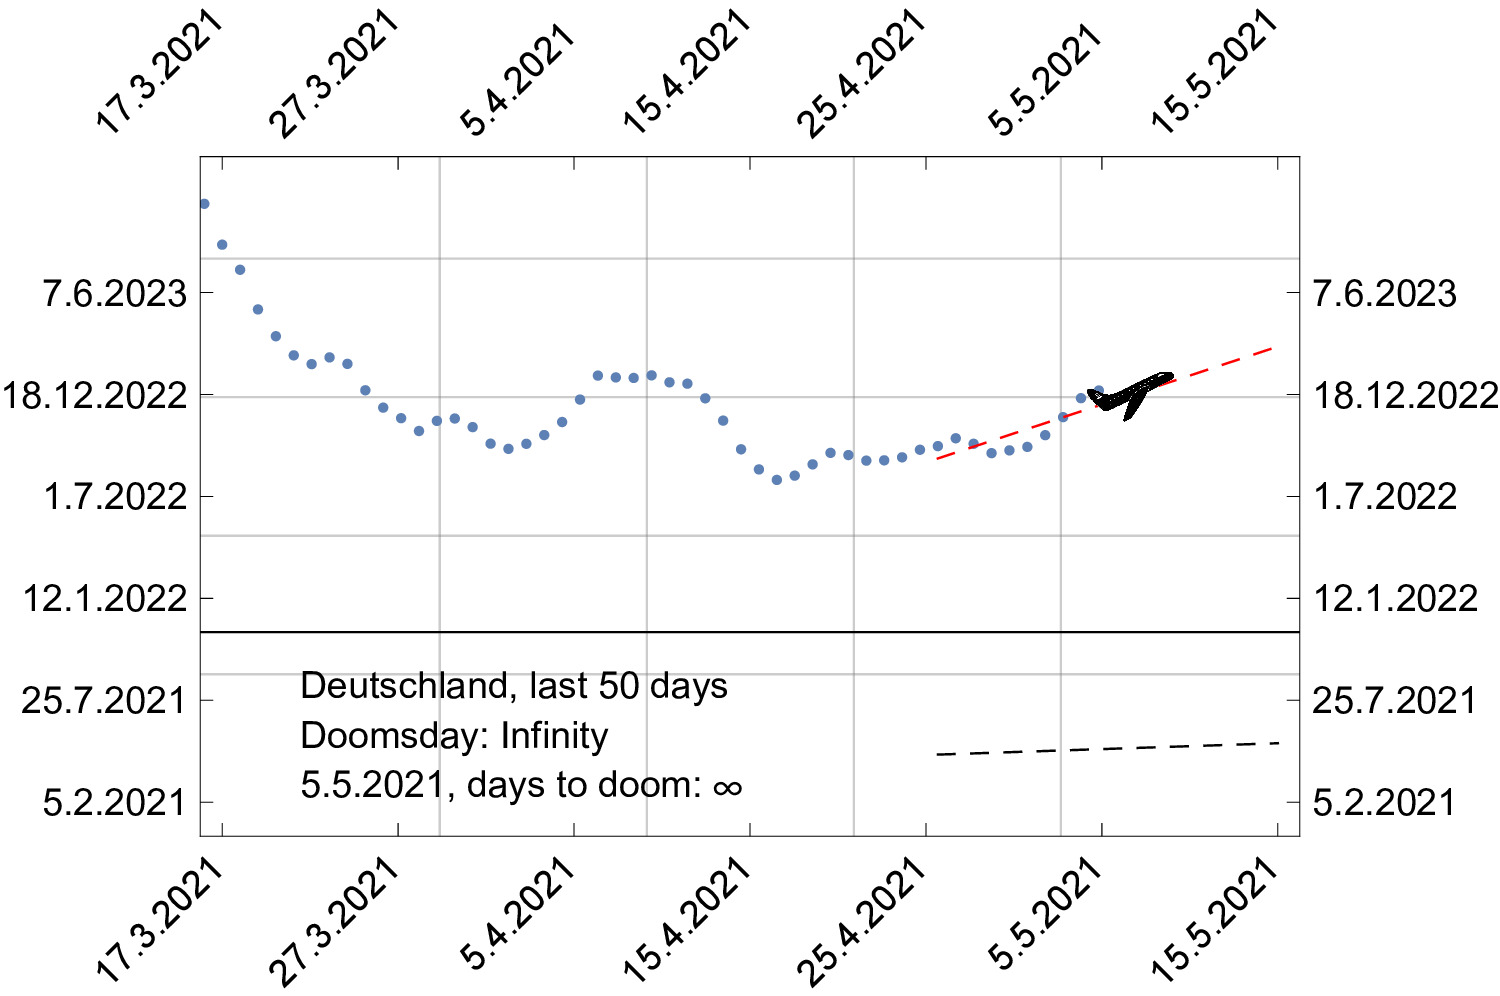 17.3.2021 27.3.2021 5.4.2021 15.4.2021 25.4.2021 5.5.2021 15.5.2021
7.6.2023 7.6.2023
18.12.2022 18.12.2022
1.7.2022 1.7.2022
12.1.2022 12.1.2022
Deutschland, last 50 days
25.7.2021 25.7.2021
Doomsday: Infinity
5.5.2021, days to doom: ∞
5.2.2021 5.2.2021
17.3.2021 27.3.2021 5.4.2021 15.4.2021 25.4.2021 5.5.2021 15.5.2021